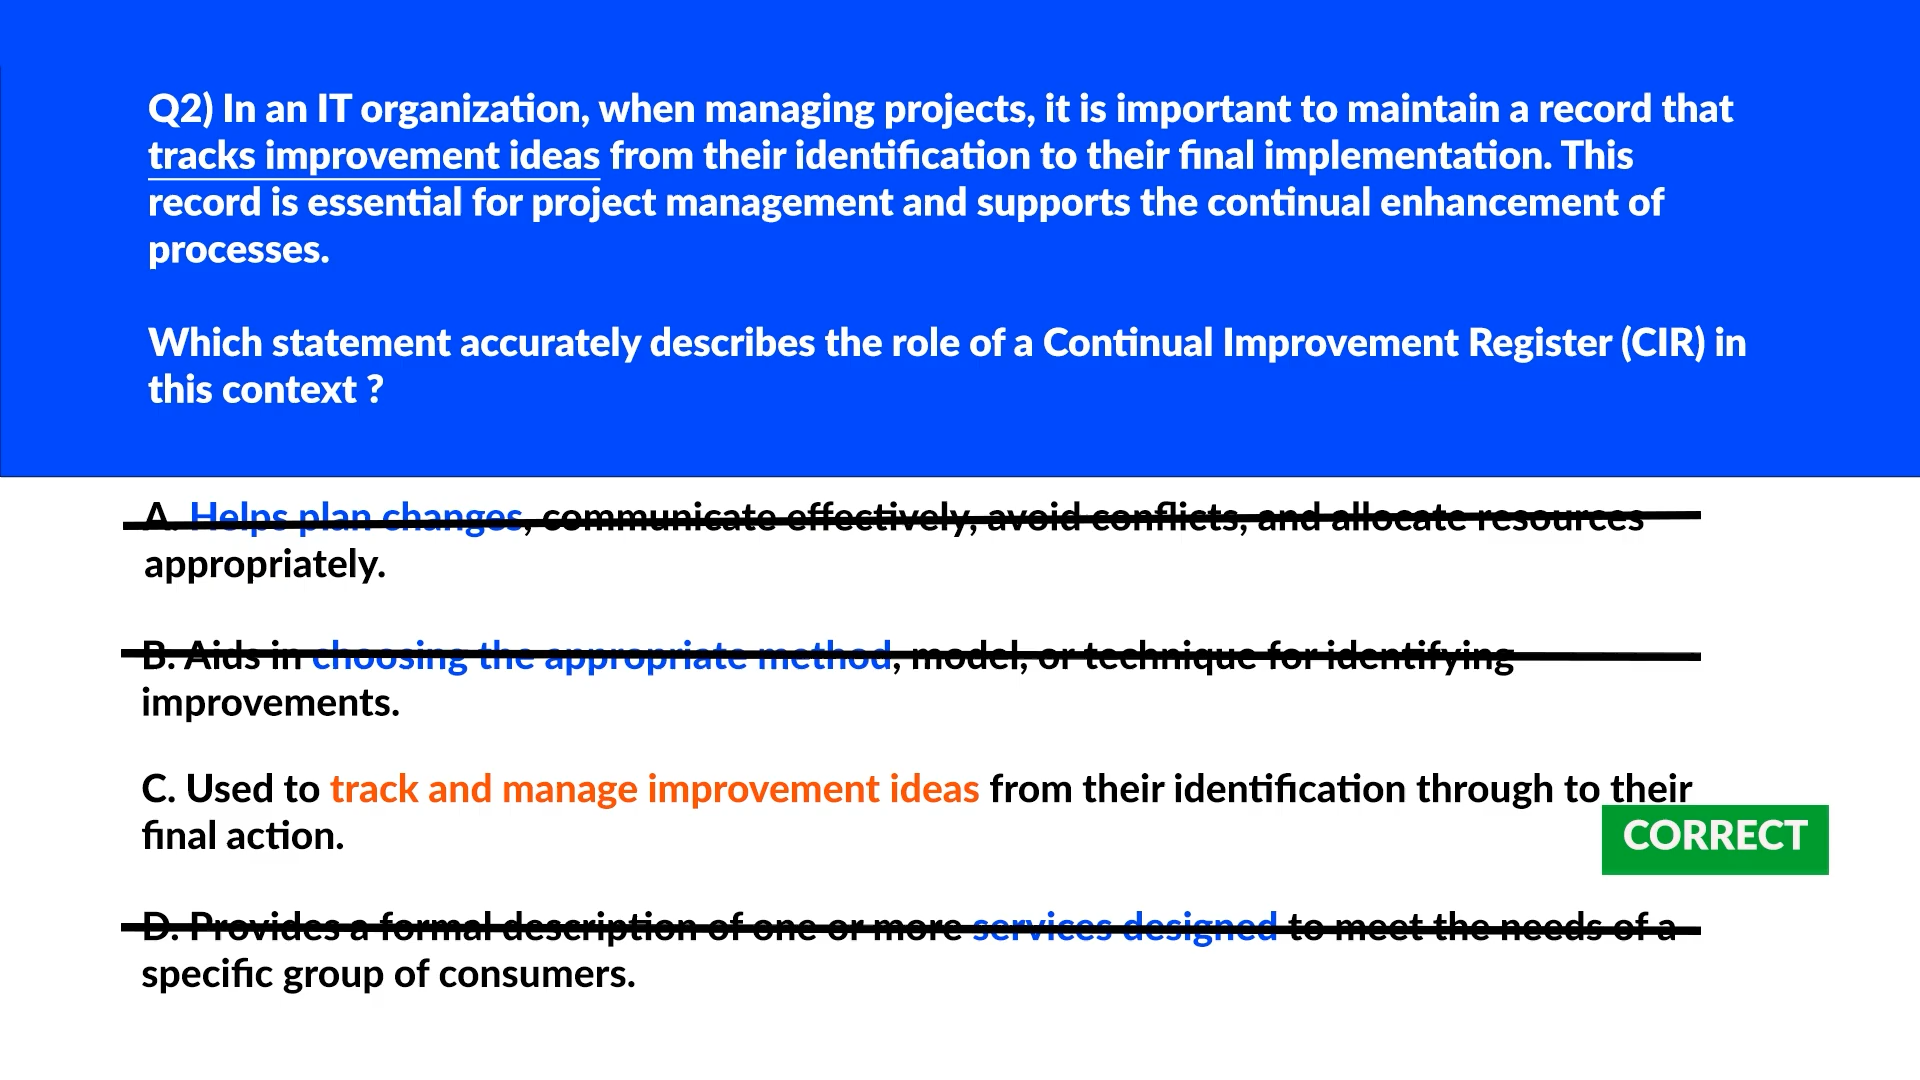 Q2) In an IT organization, when managing projects, it is important to maintain a record that
tracks improvement ideas from their identification to their final implementation. This
record is essential for project management and supports the continual enhancement of
processes.
Which statement accurately describes the role of a Continual Improvement Register (CIR) in
this context ?
A. Helps plan changes, communicate effectively, avoid conflicts, and allocate resources
appropriately.
B. Aids in choosing the appropriate method, model, or technique for identifying
improvements.
C. Used to track and manage improvement ideas from their identification through to their
final action.
CORRECT
D. Provides a formal description of one or more services designed to meet the needs of a
specific group of consumers.